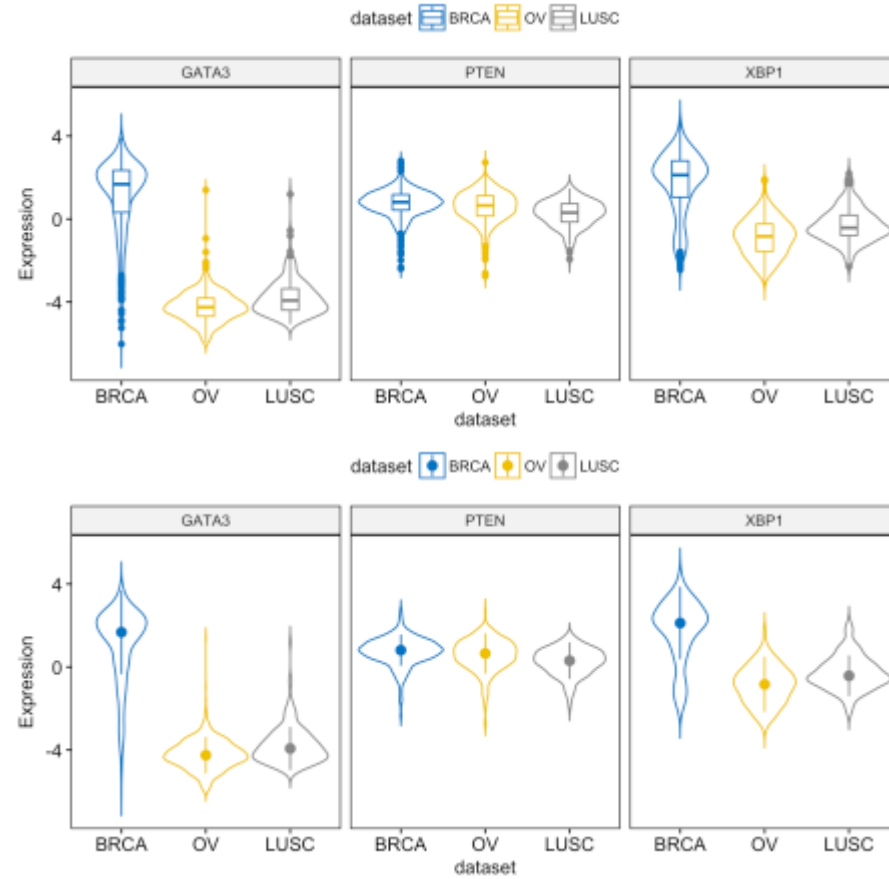 dataset BRCA OV LUSC
GATA3 PTEN XBP1
4
0
-4
Expression
BRCA OV LUSC BRCA OV LUSC BRCA OV LUSC
dataset
dataset BRCA OV LUSC
GATA3 PTEN XBP1
4
0
-4
Expression
BRCA OV LUSC BRCA OV LUSC BRCA OV LUSC
dataset